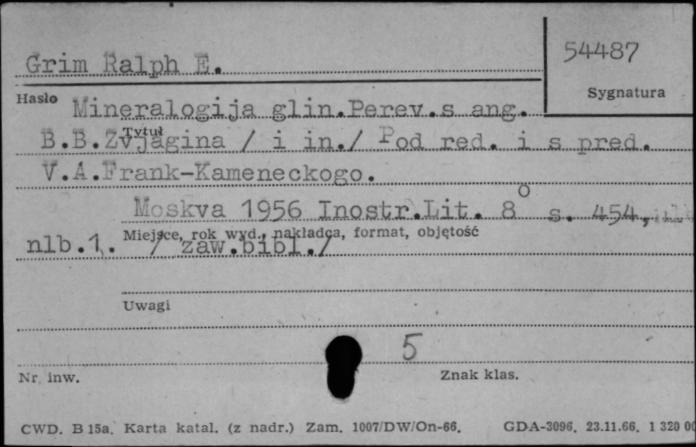 54487
Grim Ralph E.
Hasło
Sygnatura
Mineralogija glin.Perev.s ang.
Tytuł
B.B.Zvjagina / i in./ Pod red. i s pred.
V.A.Frank-Kameneckogo.
Moskva 1956 Inostr.Lit. 8° s. 454,
Miejsce, rok wyd., nakładca, format, objętość
nlb.1. / zaw.bibl./
Uwagi
5
Nr inw.
Znak klas.
CWD. B 15a. Karta katal. (z nadr.) Zam. 1007/DW/On-66. GDA-3096. 23.11.66. 1 320